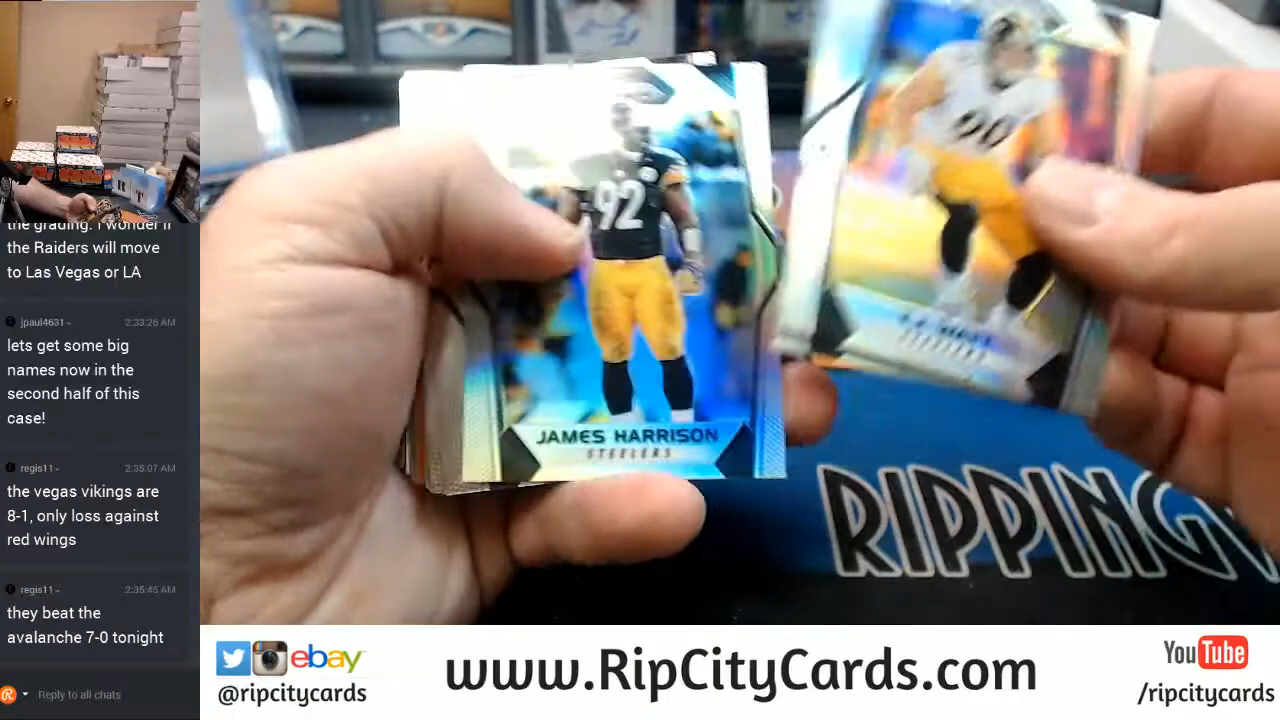 the grading. I wonder if
the Raiders will move
to Las Vegas or LA
jpaul4631
2:33:26 AM
lets get some big
names now in the
second half of this
case!
regis11
2:35:07 AM
the vegas vikings are
8-1, only loss against
red wings
regis11
2:35:45 AM
they beat the
avalanche 7-0 tonight
Reply to all chats
92
JAMES HARRISON
STEELERS
90
T.J. WATT
STEELERS
RIPPING
ebay
@ripcitycards
www.RipCityCards.com
YouTube
/ripcitycards